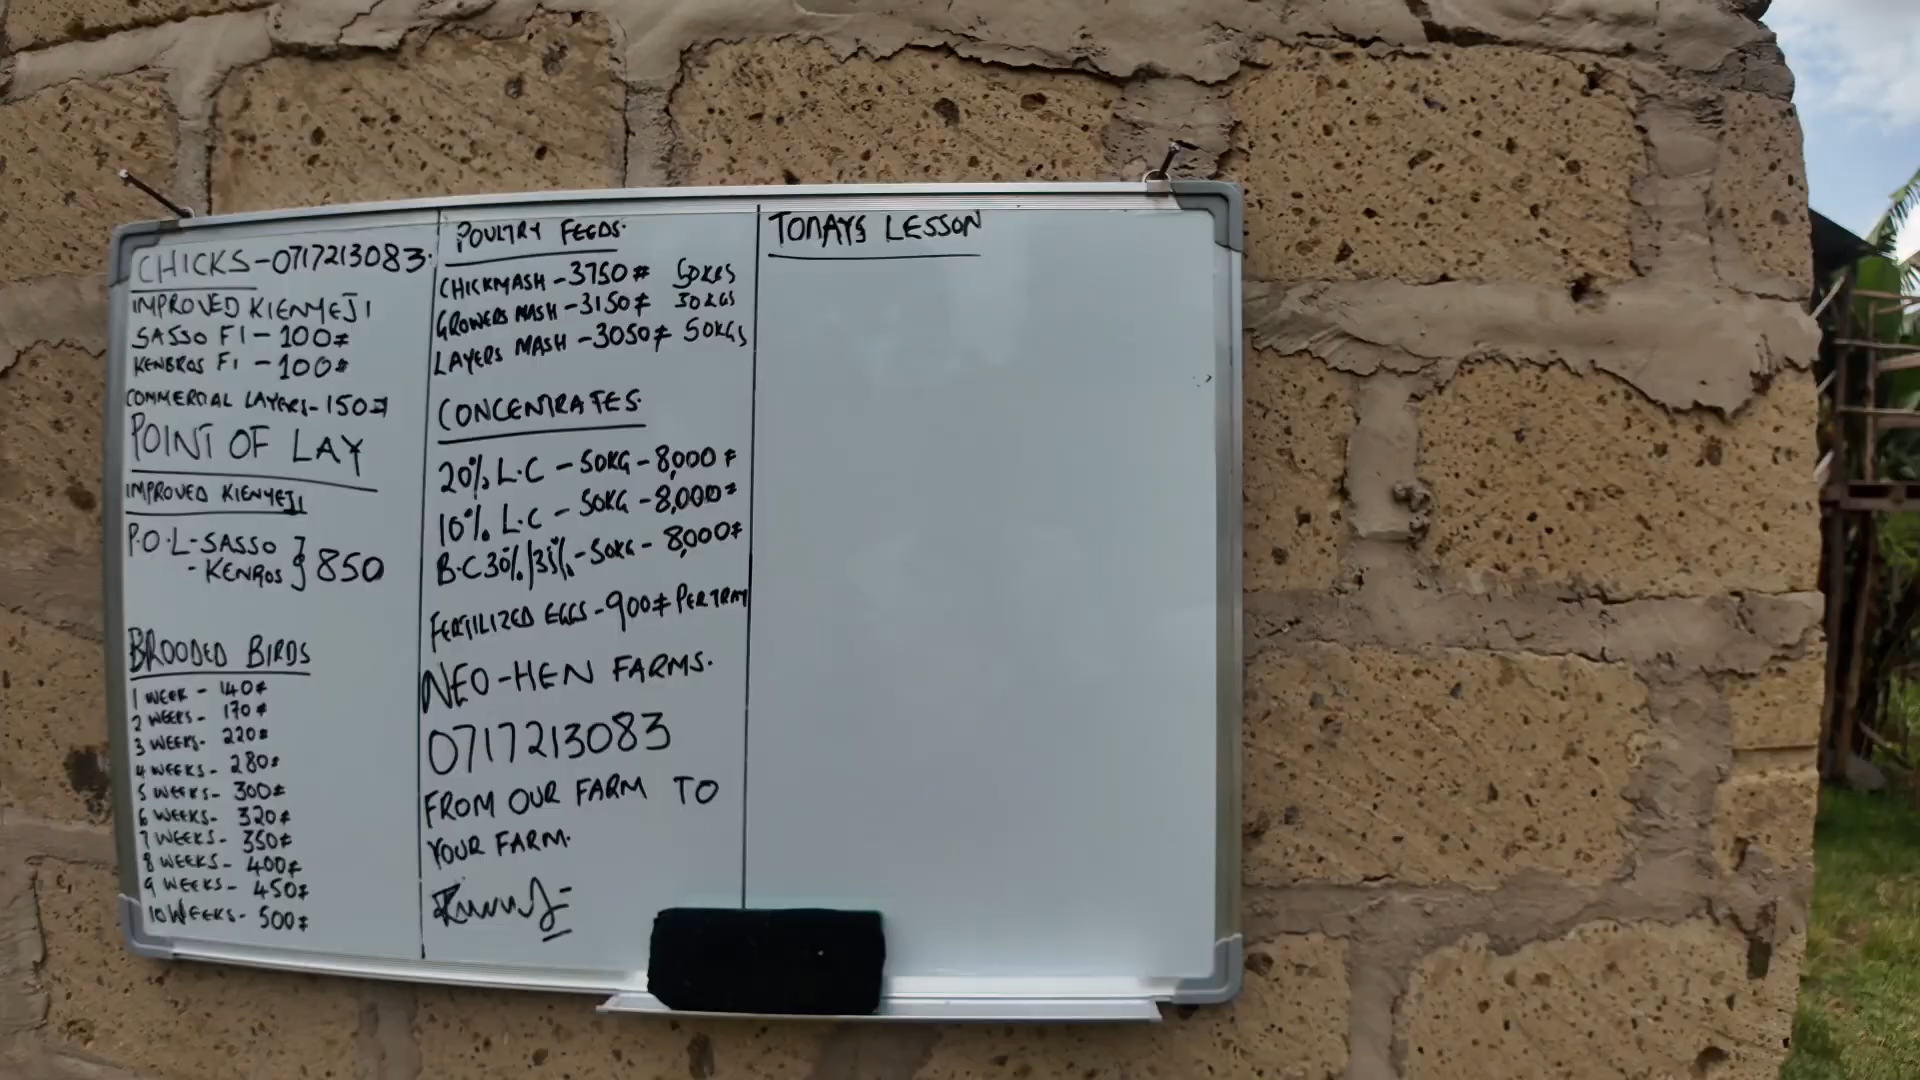 CHICKS-0717213083.
IMPROVED KIENYEJI
SASSO F1 - 100/=
KENBROS F1 - 100/=
COMMERCIAL LAYERS - 150/=
POINT OF LAY
IMPROVED KIENYEJI
P.O.L - SASSO } 850
- KENROS
BROODED BIRDS
1 WEEK - 140/=
2 WEEKS - 170/=
3 WEEKS - 220/=
4 WEEKS - 280/=
5 WEEKS - 300/=
6 WEEKS - 320/=
7 WEEKS - 350/=
8 WEEKS - 400/=
9 WEEKS - 450/=
10 WEEKS - 500/=
POULTRY FEEDS.
CHICKMASH - 3750/= 50KGS
GROWERS MASH - 3150/= 50KGS
LAYERS MASH - 3050/= 50KGS
CONCENTRATES.
20% L.C - 50KG - 8,000/=
10% L.C - 50KG - 8,000/=
B.C 30%/35% - 50KG - 8,000/=
FERTILIZED EGGS - 900/= PER TRAY
NEO-HEN FARMS.
0717213083
FROM OUR FARM TO
YOUR FARM.
TODAYS LESSON